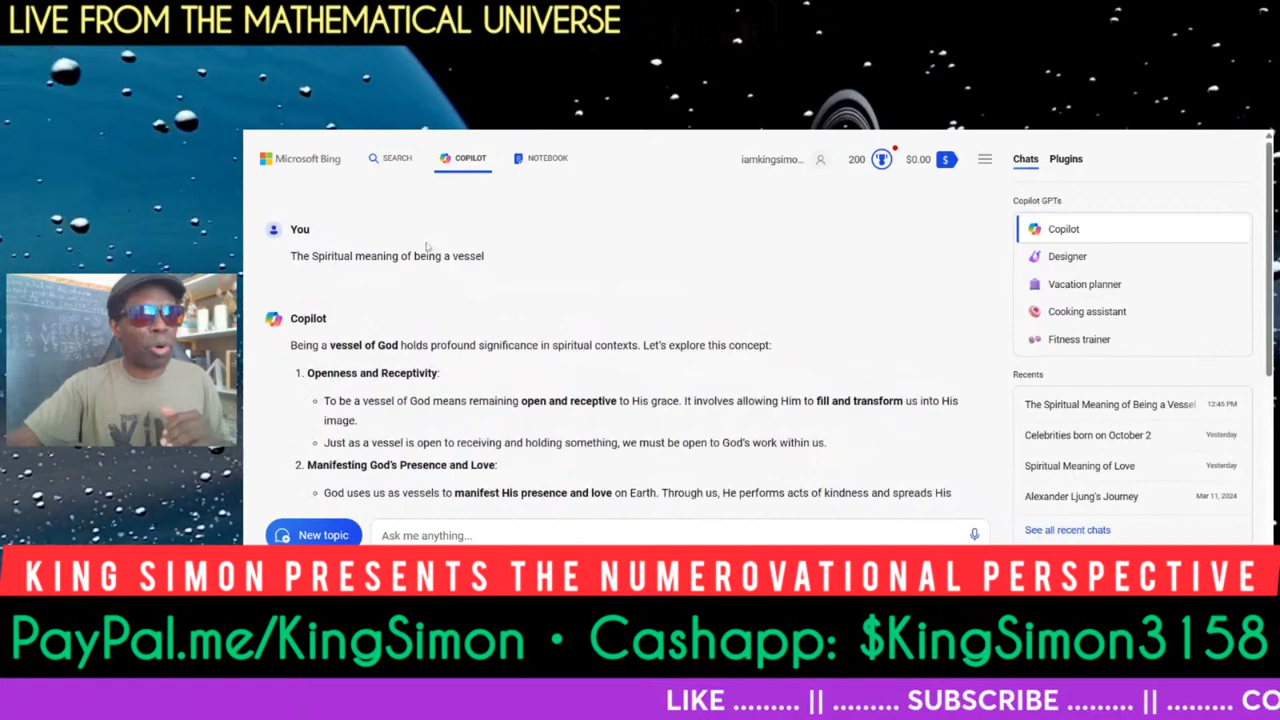 LIVE FROM THE MATHEMATICAL UNIVERSE
Microsoft Bing
SEARCH
COPILOT
NOTEBOOK
iamkingsimo...
200
$0.00
$
Chats
Plugins
You
The Spiritual meaning of being a vessel
Copilot
Being a vessel of God holds profound significance in spiritual contexts. Let's explore this concept:
1. Openness and Receptivity:
To be a vessel of God means remaining open and receptive to His grace. It involves allowing Him to fill and transform us into His
image.
Just as a vessel is open to receiving and holding something, we must be open to God's work within us.
2. Manifesting God's Presence and Love:
God uses us as vessels to manifest His presence and love on Earth. Through us, He performs acts of kindness and spreads His
New topic
Ask me anything...
Copilot GPTs
Copilot
Designer
Vacation planner
Cooking assistant
Fitness trainer
Recents
The Spiritual Meaning of Being a Vessel 12:45 PM
Celebrities born on October 2 Yesterday
Spiritual Meaning of Love Yesterday
Alexander Ljung's Journey Mar 11, 2024
See all recent chats
KING SIMON PRESENTS THE NUMEROVATIONAL PERSPECTIVE
PayPal.me/KingSimon • Cashapp: $KingSimon3158
LIKE ......... || ......... SUBSCRIBE ......... || ......... CO